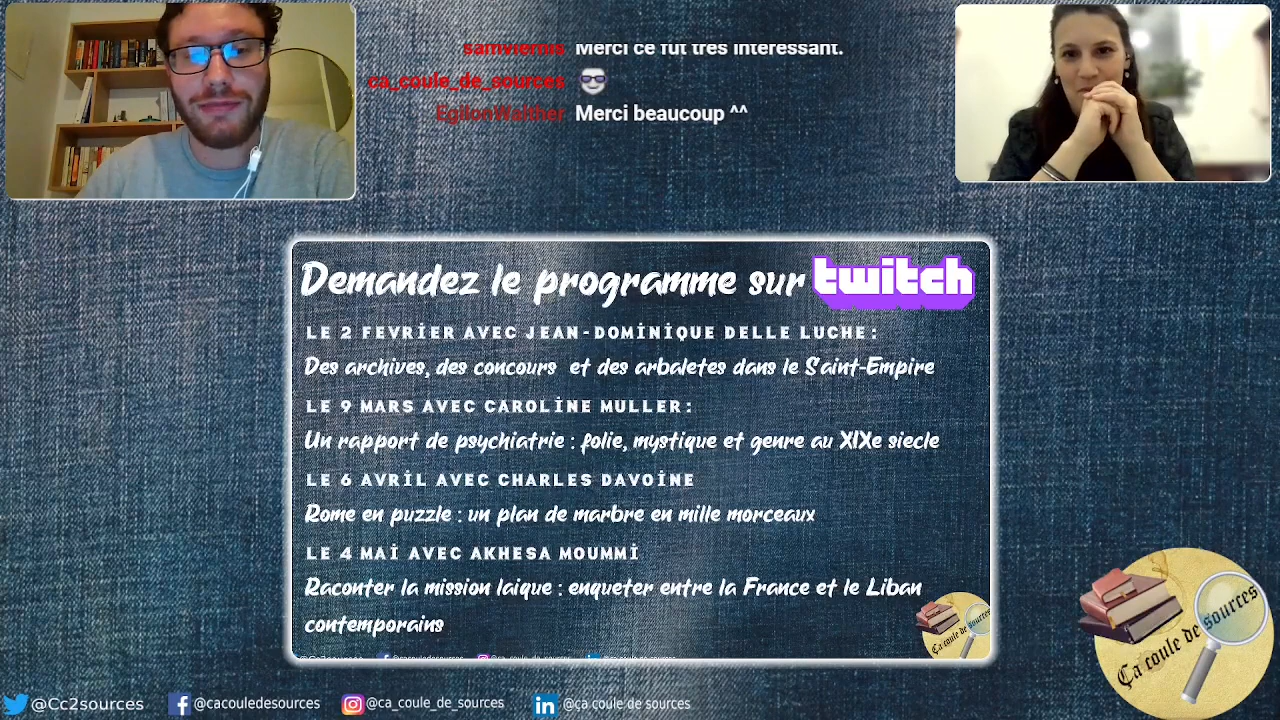 samviernis Merci ce fut très intéressant.
ca_coule_de_sources
EgilonWalther Merci beaucoup ^^
Demandez le programme sur twitch
LE 2 FEVRIER AVEC JEAN-DOMINIQUE DELLE LUCHE :
Des archives, des concours et des arbaletes dans le Saint-Empire
LE 9 MARS AVEC CAROLINE MULLER :
Un rapport de psychiatrie : folie, mystique et genre au XIXe siecle
LE 6 AVRIL AVEC CHARLES DAVOINE
Rome en puzzle : un plan de marbre en mille morceaux
LE 4 MAI AVEC AKHESA MOUMMI
Raconter la mission laique : enqueter entre la France et le Liban
contemporains
Ça coule de sources
Ça coule de sources
@Cc2sources @cacouledesources @ca_coule_de_sources @ça coule de sources